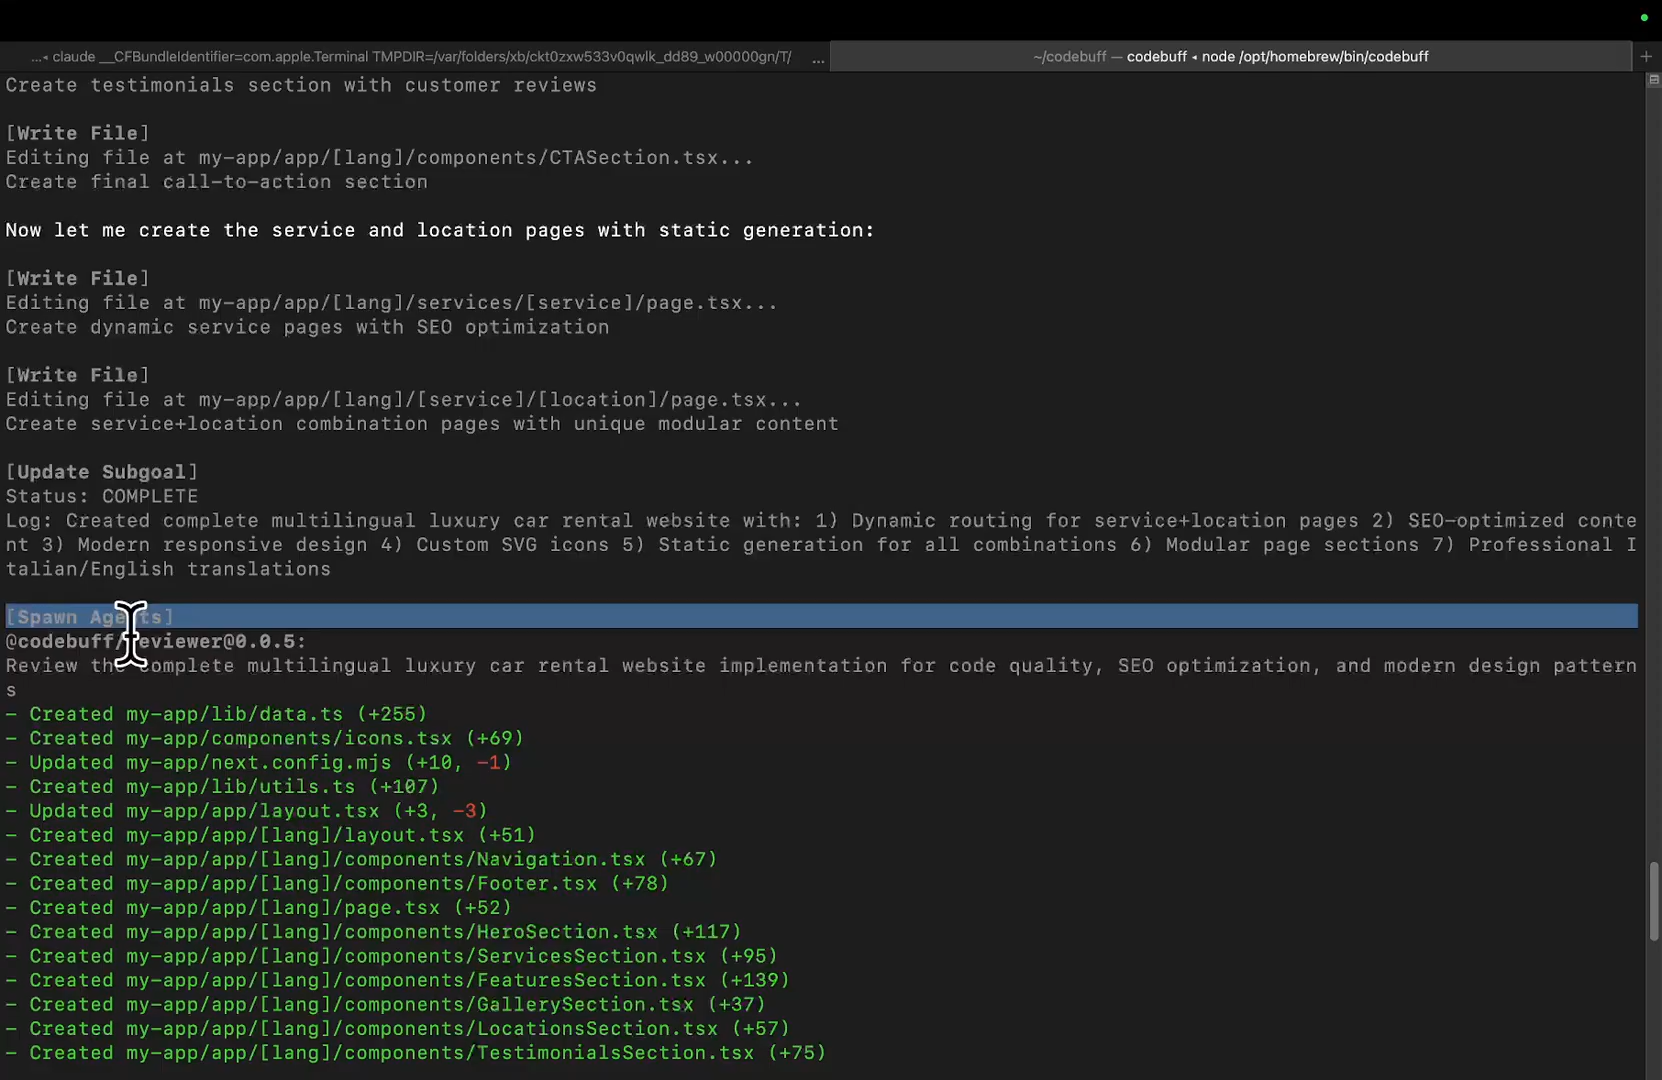 ...◂ claude __CFBundleIdentifier=com.apple.Terminal TMPDIR=/var/folders/xb/ckt0zxw533v0qwlk_dd89_w00000gn/T/ ...
~/codebuff — codebuff ◂ node /opt/homebrew/bin/codebuff +
Create testimonials section with customer reviews
[Write File]
Editing file at my-app/app/[lang]/components/CTASection.tsx...
Create final call-to-action section
Now let me create the service and location pages with static generation:
[Write File]
Editing file at my-app/app/[lang]/services/[service]/page.tsx...
Create dynamic service pages with SEO optimization
[Write File]
Editing file at my-app/app/[lang]/[service]/[location]/page.tsx...
Create service+location combination pages with unique modular content
[Update Subgoal]
Status: COMPLETE
Log: Created complete multilingual luxury car rental website with: 1) Dynamic routing for service+location pages 2) SEO-optimized conte
nt 3) Modern responsive design 4) Custom SVG icons 5) Static generation for all combinations 6) Modular page sections 7) Professional I
talian/English translations
[Spawn Agents]
@codebuff/reviewer@0.0.5:
Review the complete multilingual luxury car rental website implementation for code quality, SEO optimization, and modern design pattern
s
- Created my-app/lib/data.ts (+255)
- Created my-app/components/icons.tsx (+69)
- Updated my-app/next.config.mjs (+10, -1)
- Created my-app/lib/utils.ts (+107)
- Updated my-app/app/layout.tsx (+3, -3)
- Created my-app/app/[lang]/layout.tsx (+51)
- Created my-app/app/[lang]/components/Navigation.tsx (+67)
- Created my-app/app/[lang]/components/Footer.tsx (+78)
- Created my-app/app/[lang]/page.tsx (+52)
- Created my-app/app/[lang]/components/HeroSection.tsx (+117)
- Created my-app/app/[lang]/components/ServicesSection.tsx (+95)
- Created my-app/app/[lang]/components/FeaturesSection.tsx (+139)
- Created my-app/app/[lang]/components/GallerySection.tsx (+37)
- Created my-app/app/[lang]/components/LocationsSection.tsx (+57)
- Created my-app/app/[lang]/components/TestimonialsSection.tsx (+75)